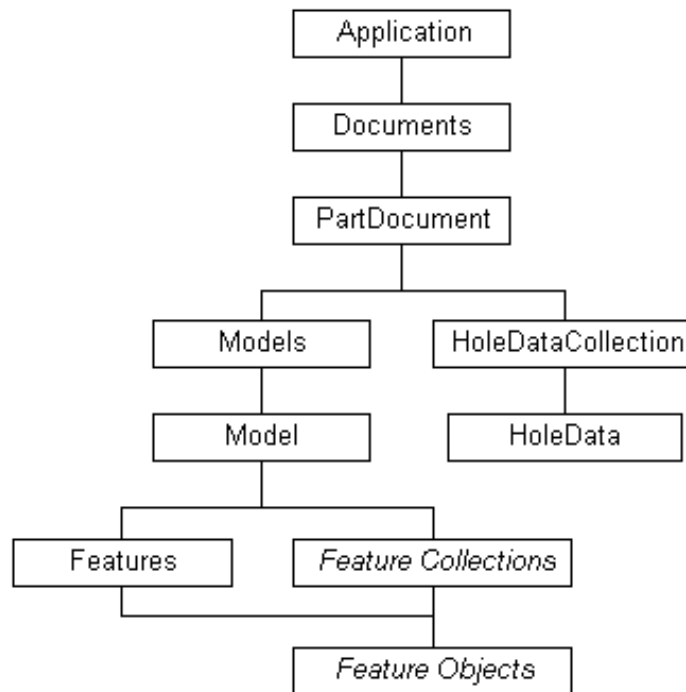 Application
Documents
PartDocument
Models
HoleDataCollection
Model
HoleData
Features
Feature Collections
Feature Objects